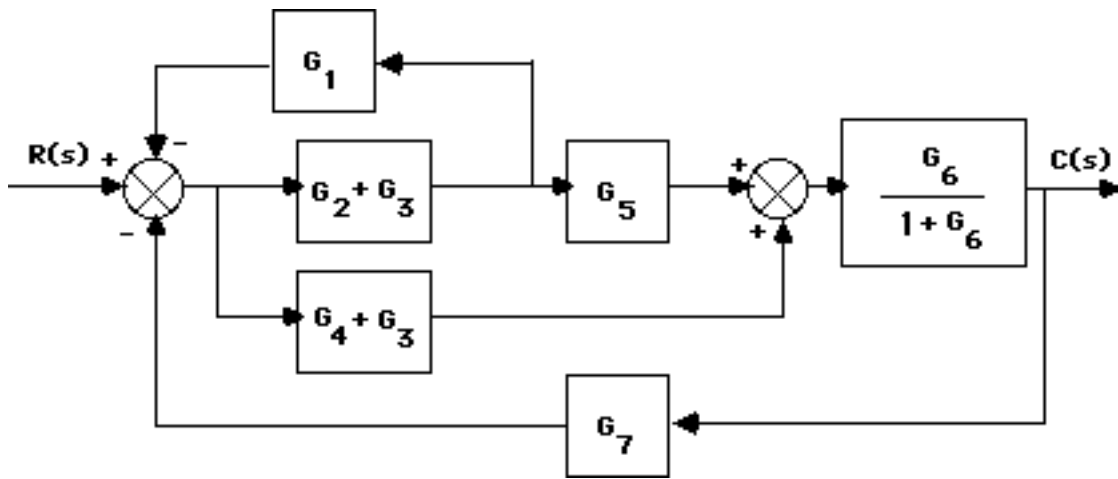 G1
-
R(s) +
G2 + G3
G5
+
G6
1 + G6
C(s)
-
+
G4 + G3
G7